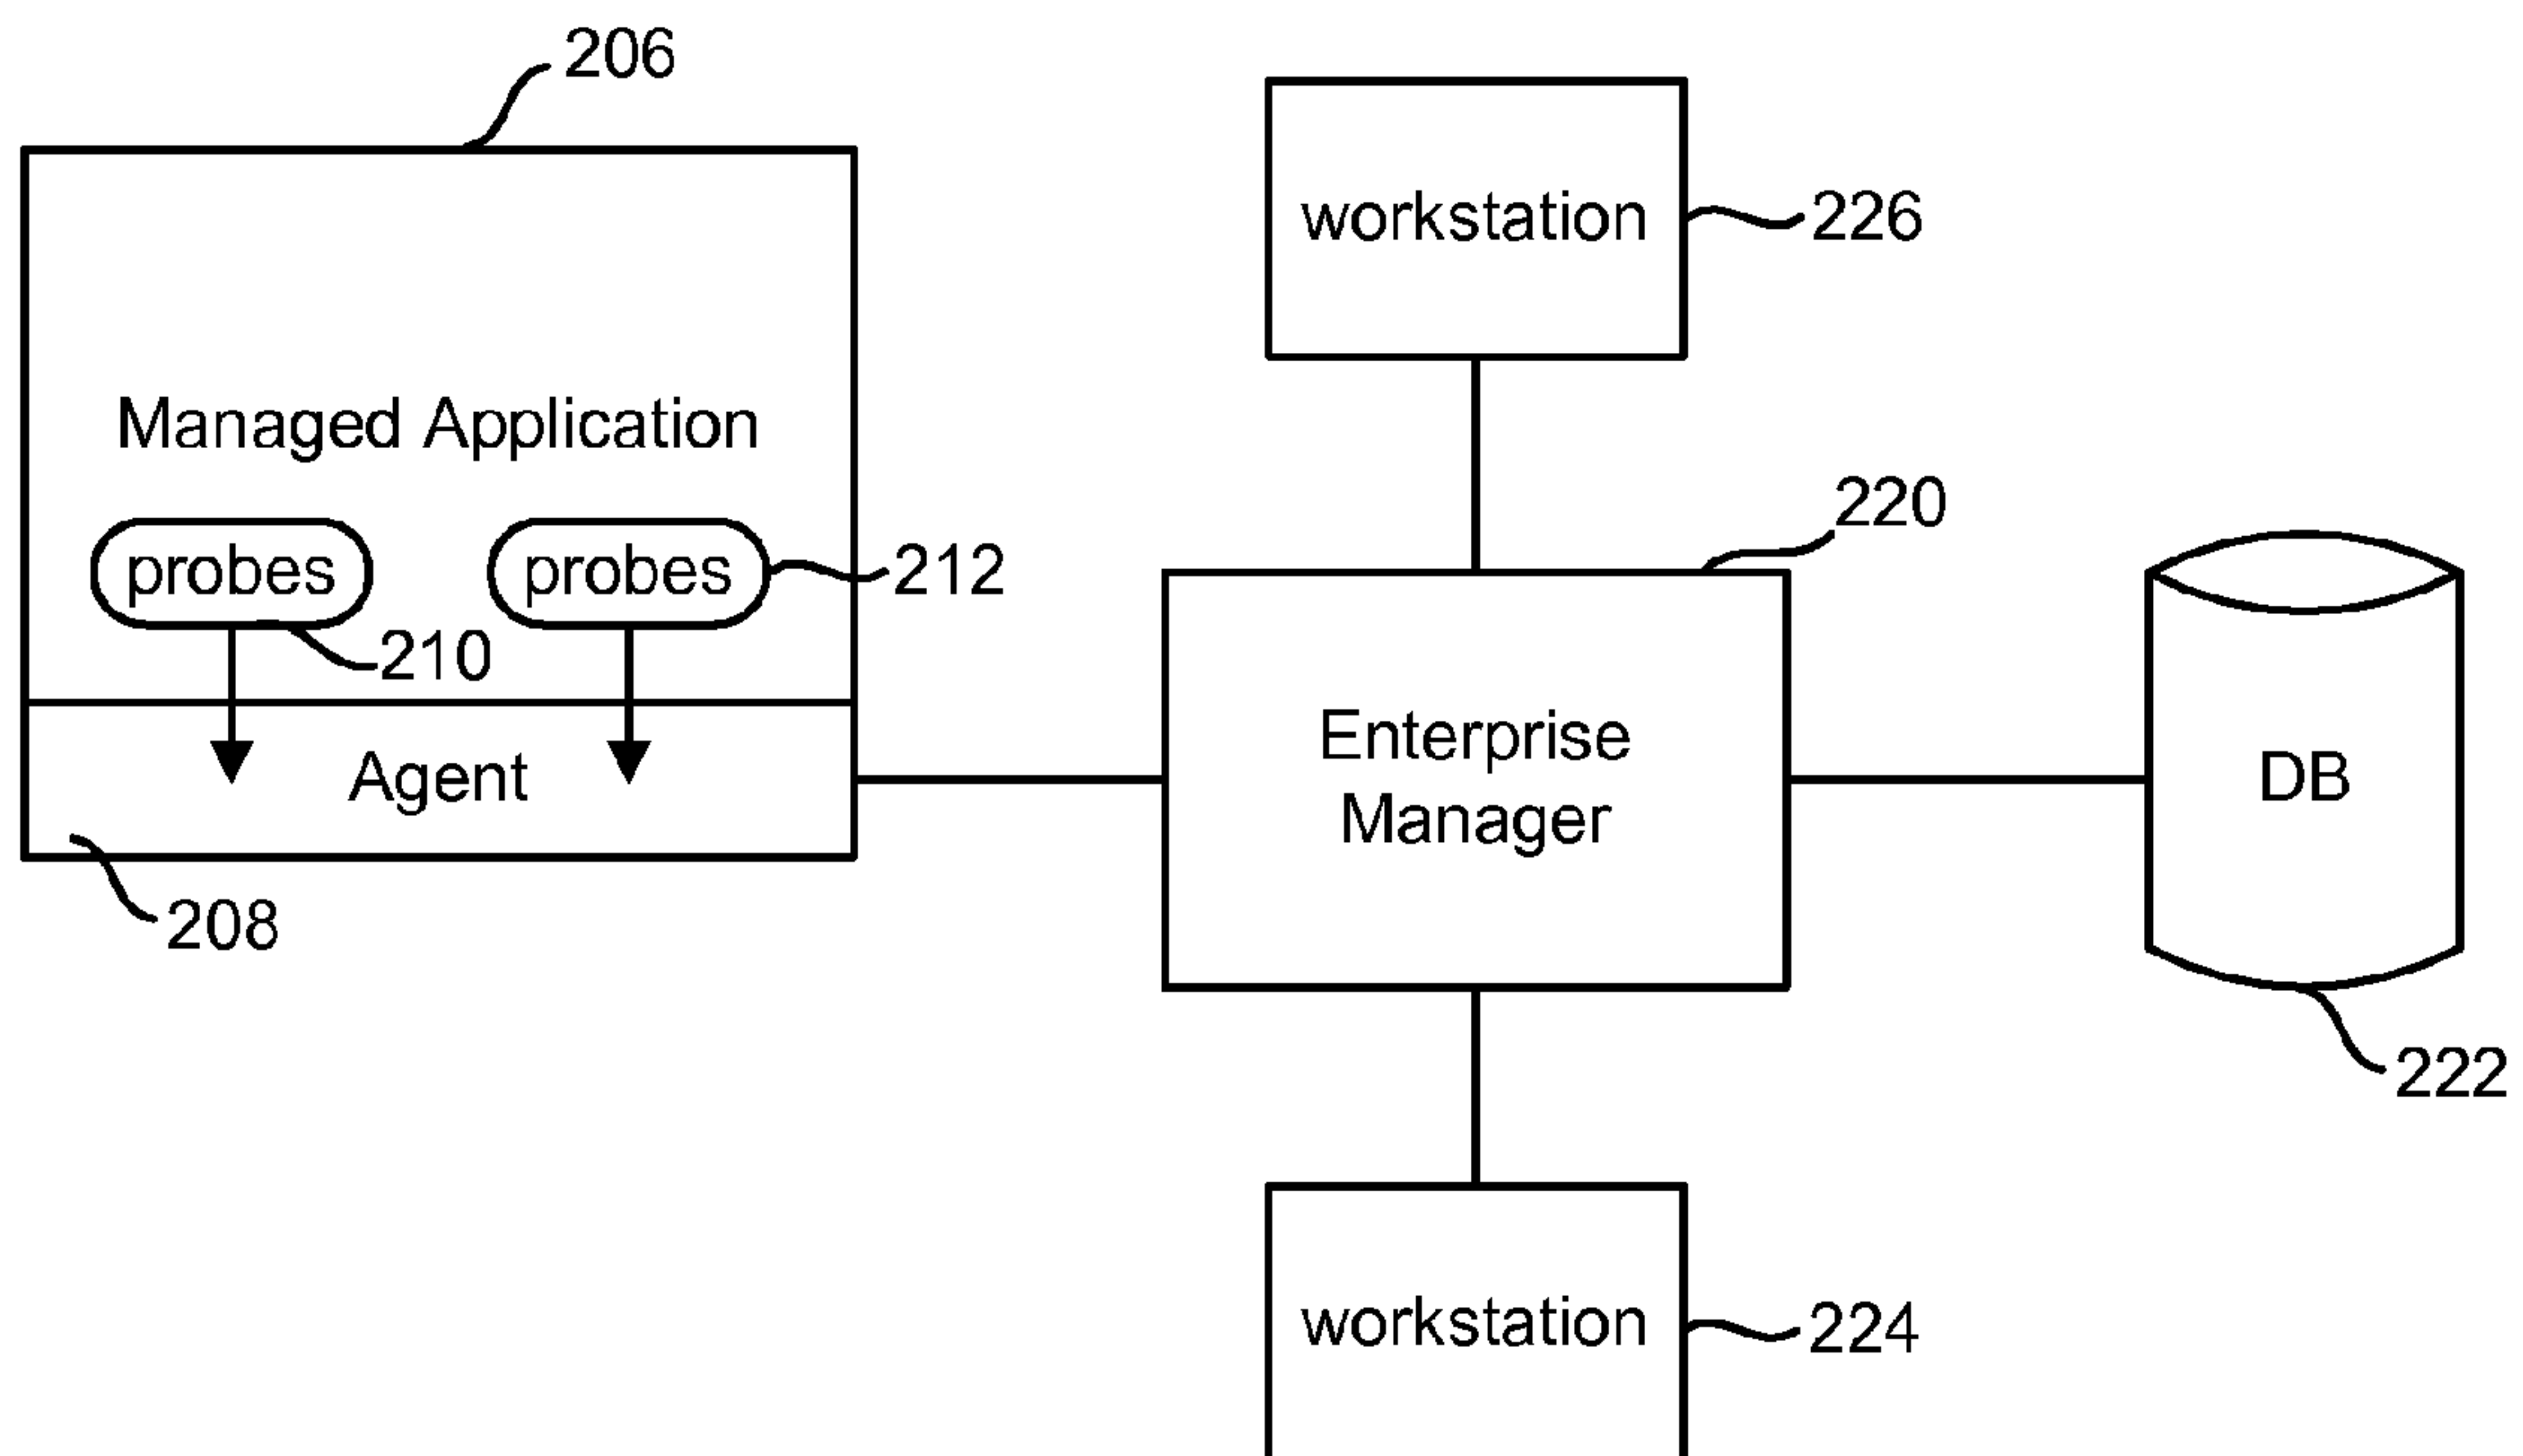 206
workstation
226
Managed Application
220
probes
probes
212
210
Enterprise
Manager
Agent
DB
208
222
workstation
224